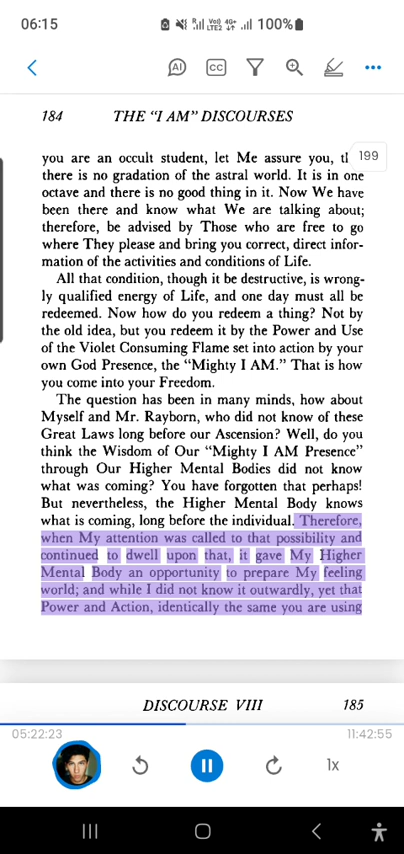 06:15
R LTE2 4G+ 100%
AI CC
184 THE "I AM" DISCOURSES
199
you are an occult student, let Me assure you,
there is no gradation of the astral world. It is in one
octave and there is no good thing in it. Now We have
been there and know what We are talking about;
therefore, be advised by Those who are free to go
where They please and bring you correct, direct infor-
mation of the activities and conditions of Life.
All that condition, though it be destructive, is wrong-
ly qualified energy of Life, and one day must all be
redeemed. Now how do you redeem a thing? Not by
the old idea, but you redeem it by the Power and Use
of the Violet Consuming Flame set into action by your
own God Presence, the "Mighty I AM." That is how
you come into your Freedom.
The question has been in many minds, how about
Myself and Mr. Rayborn, who did not know of these
Great Laws long before our Ascension? Well, do you
think the Wisdom of Our "Mighty I AM Presence"
through Our Higher Mental Bodies did not know
what was coming? You have forgotten that perhaps!
But nevertheless, the Higher Mental Body knows
what is coming, long before the individual. Therefore,
when My attention was called to that possibility and
continued to dwell upon that, it gave My Higher
Mental Body an opportunity to prepare My feeling
world; and while I did not know it outwardly, yet that
Power and Action, identically the same you are using
DISCOURSE VIII 185
05:22:23 11:42:55
1x